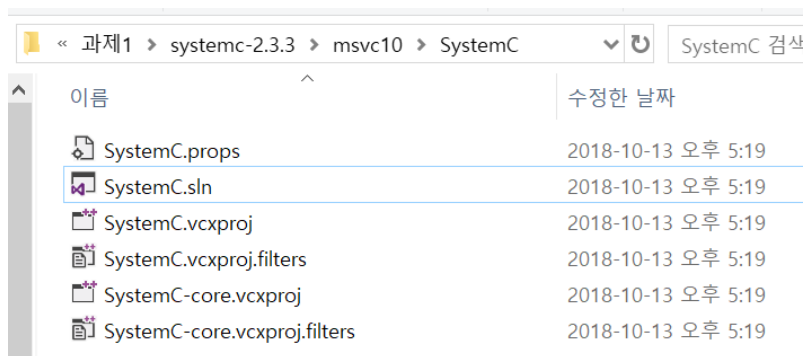 « 과제1 > systemc-2.3.3 > msvc10 > SystemC SystemC 검색
이름 수정한 날짜
SystemC.props 2018-10-13 오후 5:19
SystemC.sln 2018-10-13 오후 5:19
SystemC.vcxproj 2018-10-13 오후 5:19
SystemC.vcxproj.filters 2018-10-13 오후 5:19
SystemC-core.vcxproj 2018-10-13 오후 5:19
SystemC-core.vcxproj.filters 2018-10-13 오후 5:19